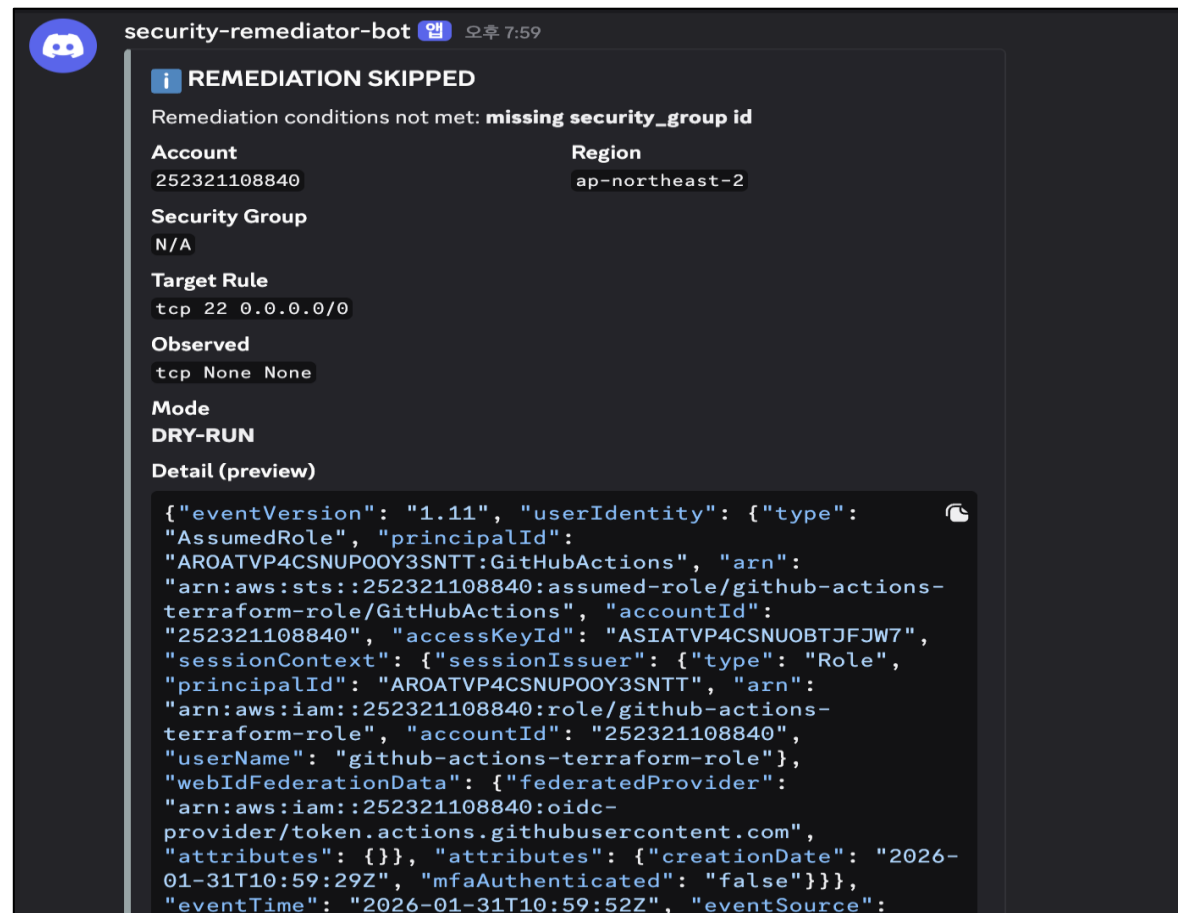 security-remediator-bot 앱 오후 7:59
i REMEDIATION SKIPPED
Remediation conditions not met: missing security_group id
Account Region
252321108840 ap-northeast-2
Security Group
N/A
Target Rule
tcp 22 0.0.0.0/0
Observed
tcp None None
Mode
DRY-RUN
Detail (preview)
{"eventVersion": "1.11", "userIdentity": {"type":
"AssumedRole", "principalId":
"AROATVP4CSNUPOOY3SNTT:GitHubActions", "arn":
"arn:aws:sts::252321108840:assumed-role/github-actions-
terraform-role/GitHubActions", "accountId":
"252321108840", "accessKeyId": "ASIATVP4CSNUOBTJFJW7",
"sessionContext": {"sessionIssuer": {"type": "Role",
"principalId": "AROATVP4CSNUPOOY3SNTT", "arn":
"arn:aws:iam::252321108840:role/github-actions-
terraform-role", "accountId": "252321108840",
"userName": "github-actions-terraform-role"},
"webIdFederationData": {"federatedProvider":
"arn:aws:iam::252321108840:oidc-
provider/token.actions.githubusercontent.com",
"attributes": {}}, "attributes": {"creationDate": "2026-
01-31T10:59:29Z", "mfaAuthenticated": "false"}}},
"eventTime": "2026-01-31T10:59:52Z", "eventSource":